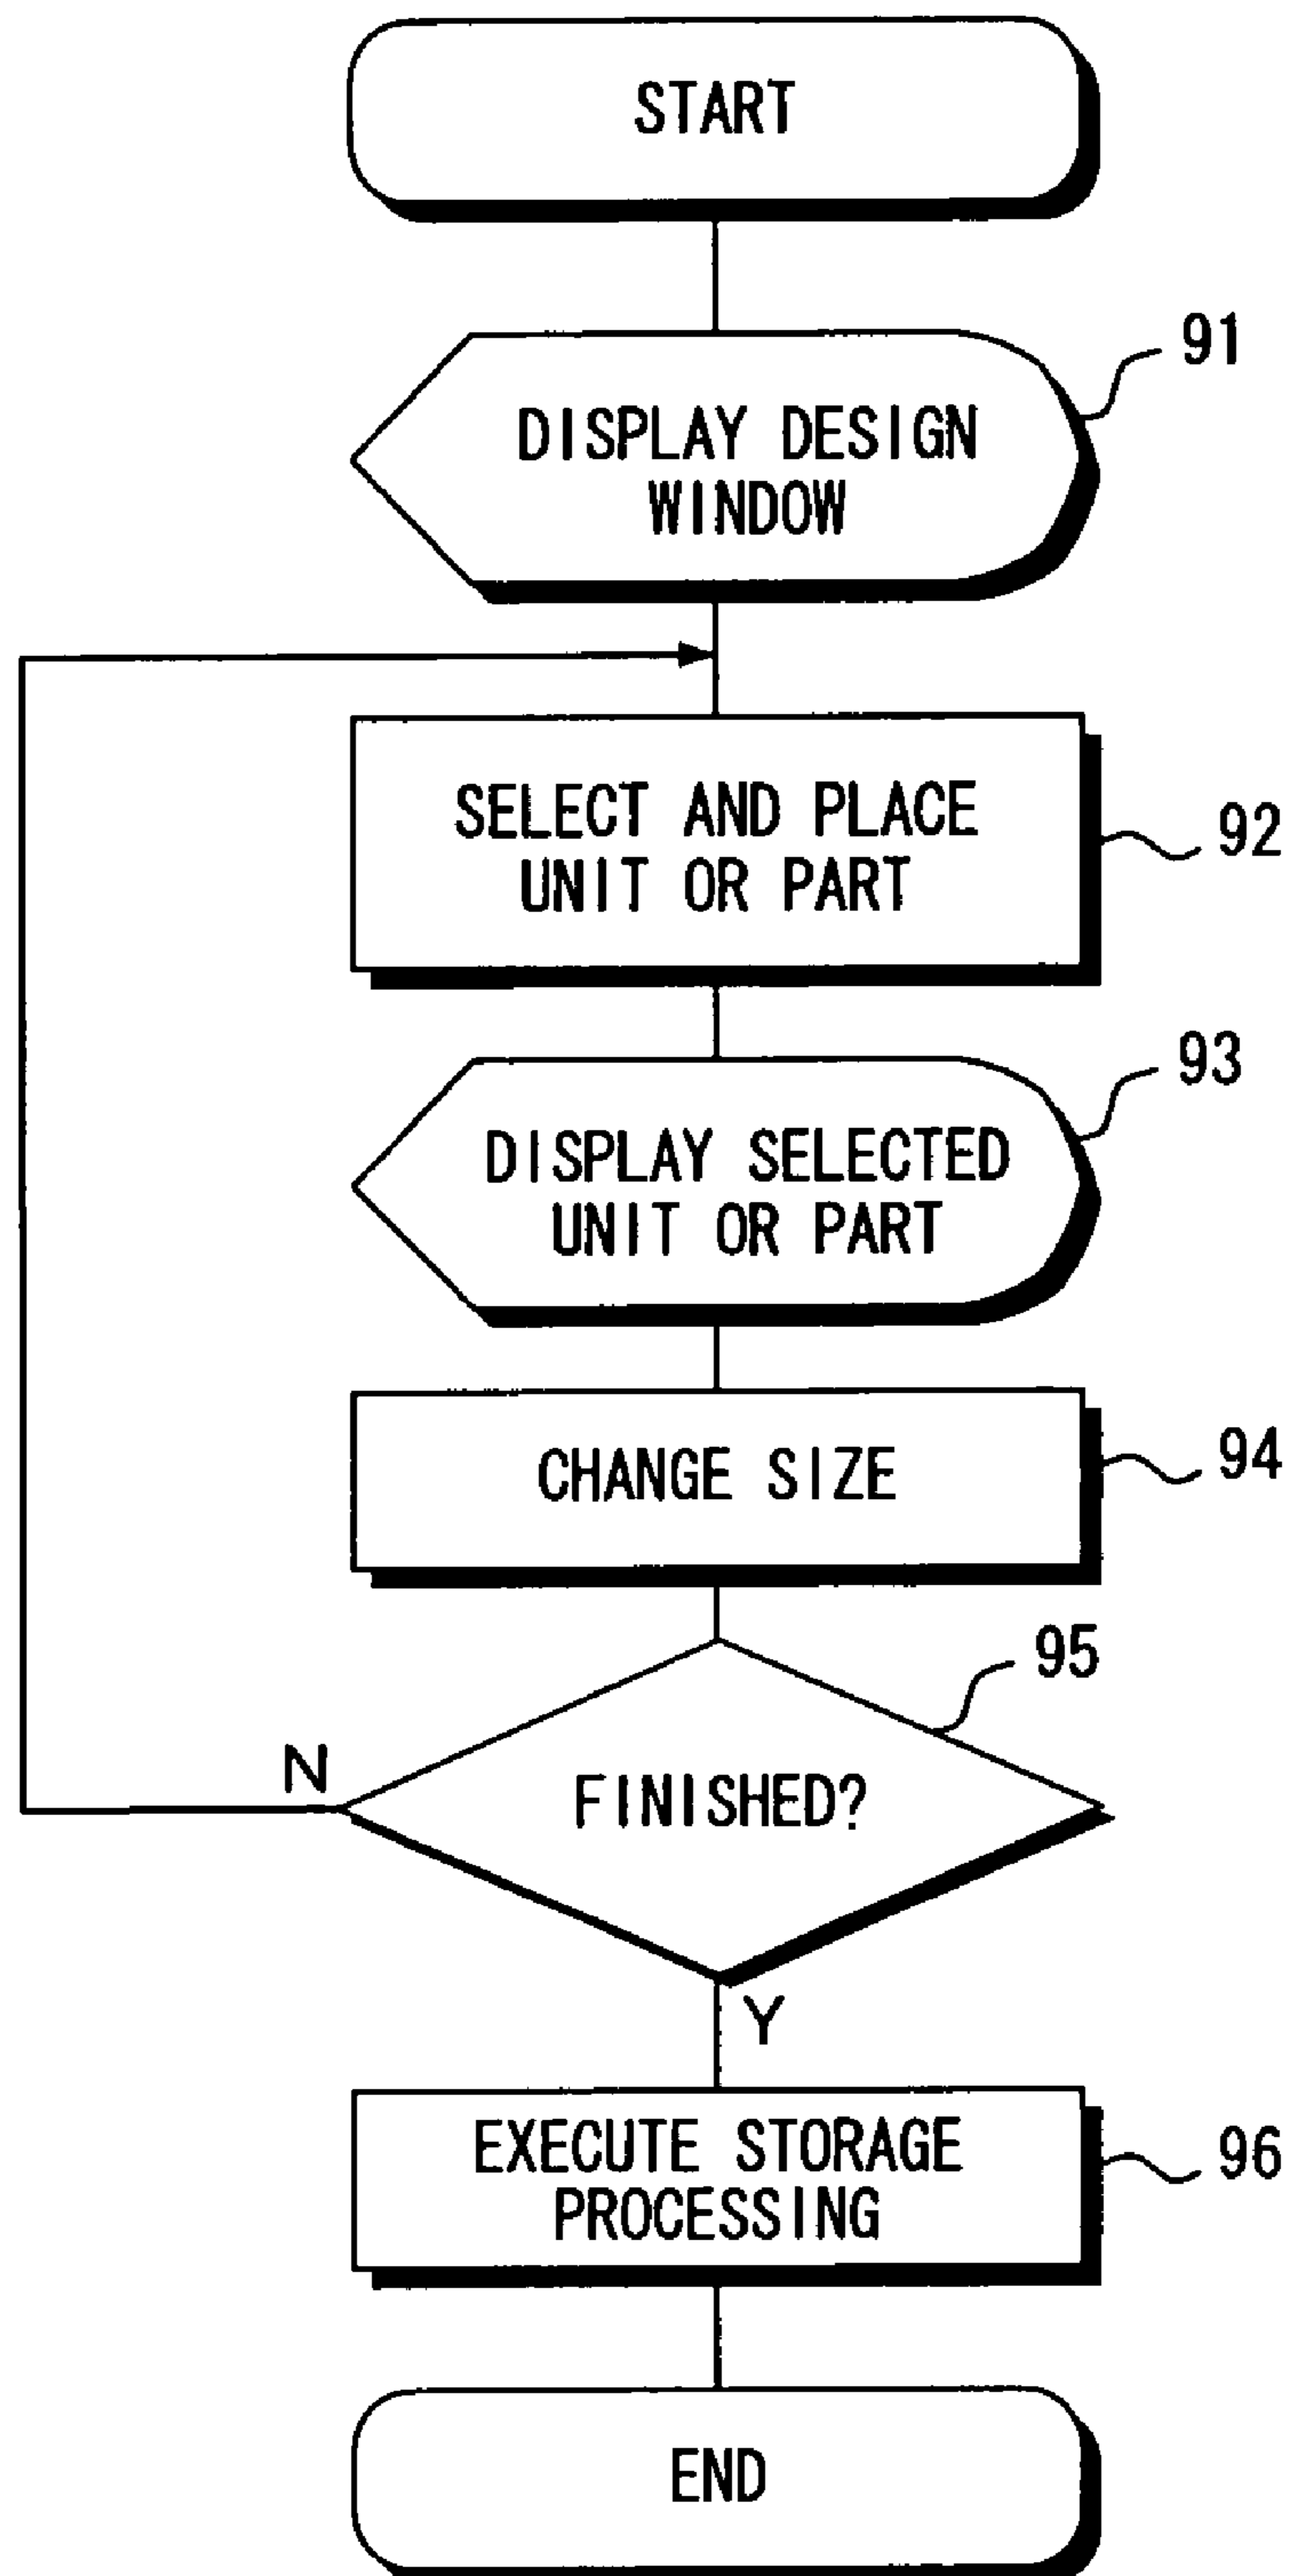 START
91
DISPLAY DESIGN
WINDOW
SELECT AND PLACE
UNIT OR PART
92
93
DISPLAY SELECTED
UNIT OR PART
CHANGE SIZE
94
95
N
FINISHED?
Y
EXECUTE STORAGE
PROCESSING
96
END